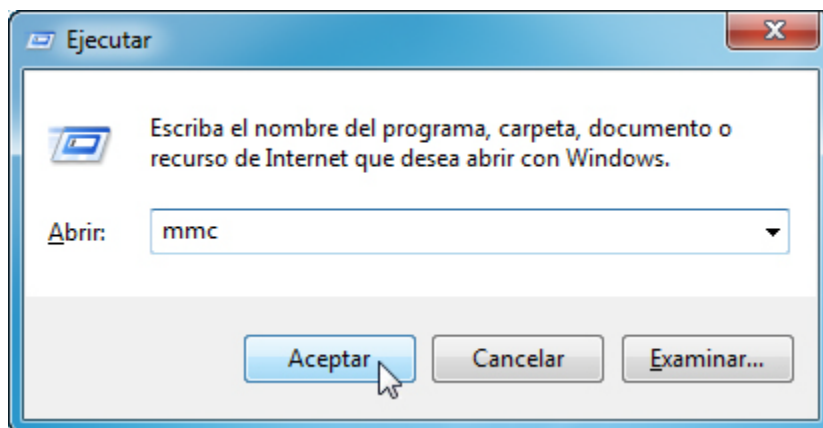 Ejecutar
Escriba el nombre del programa, carpeta, documento o
recurso de Internet que desea abrir con Windows.
Abrir: mmc
Aceptar Cancelar Examinar...